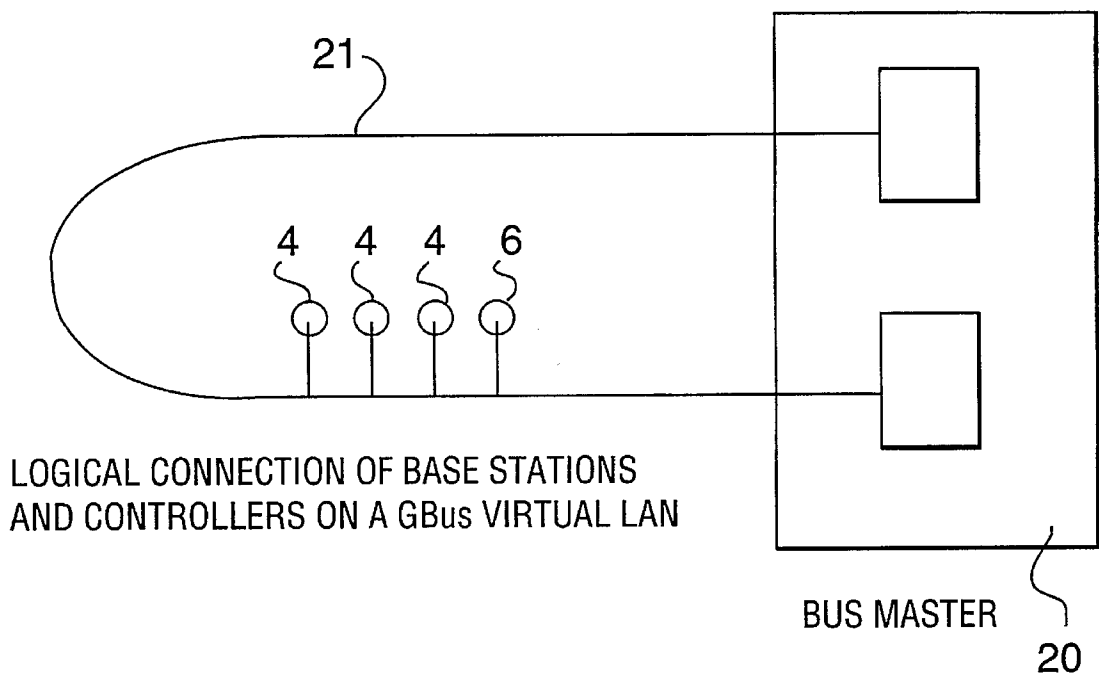 21
4 4 4 6
LOGICAL CONNECTION OF BASE STATIONS
AND CONTROLLERS ON A GBus VIRTUAL LAN
BUS MASTER
20